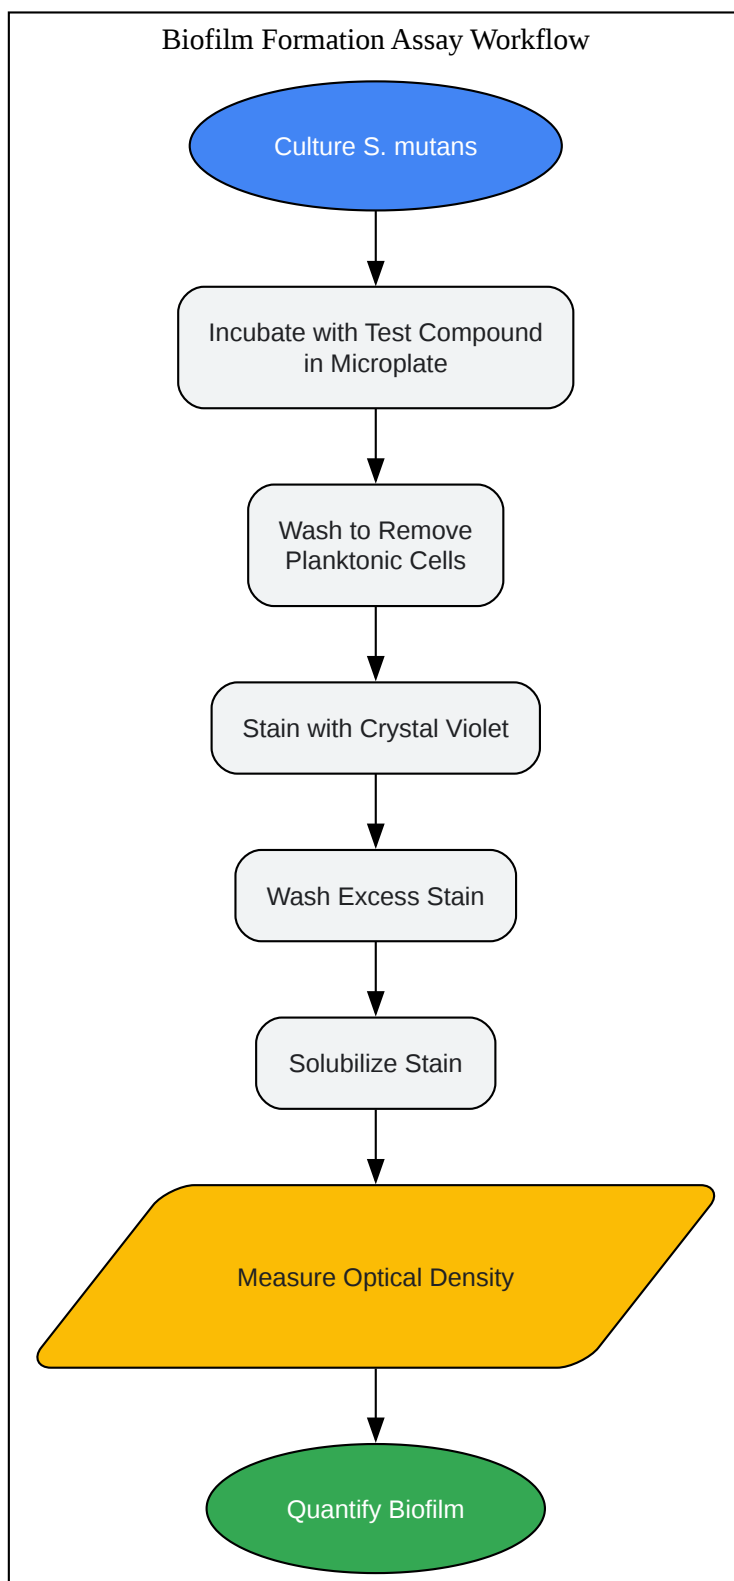 Biofilm Formation Assay Workflow
Culture S. mutans
Incubate with Test Compound
in Microplate
Wash to Remove
Planktonic Cells
Stain with Crystal Violet
Wash Excess Stain
Solubilize Stain
Measure Optical Density
Quantify Biofilm